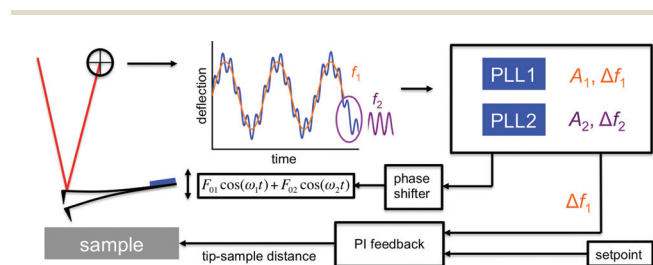 deflection
f₁
f₂
time
PLL1
A₁, Δf₁
PLL2
A₂, Δf₂
F₀₁ cos(ω₁t) + F₀₂ cos(ω₂t)
phase
shifter
Δf₁
sample
tip-sample distance
PI feedback
setpoint